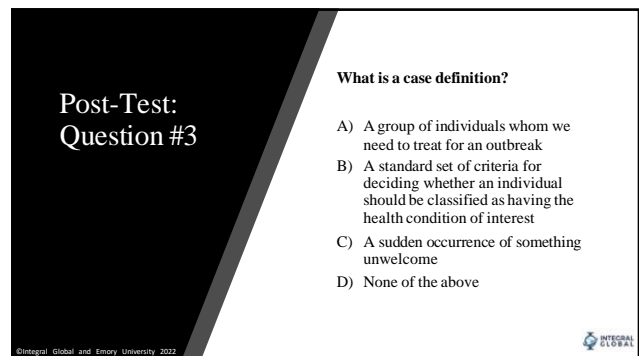 Post-Test:
Question #3
What is a case definition?
A) A group of individuals whom we
need to treat for an outbreak
B) A standard set of criteria for
deciding whether an individual
should be classified as having the
health condition of interest
C) A sudden occurrence of something
unwelcome
D) None of the above
©Integral Global and Emory University 2022
INTEGRAL
GLOBAL